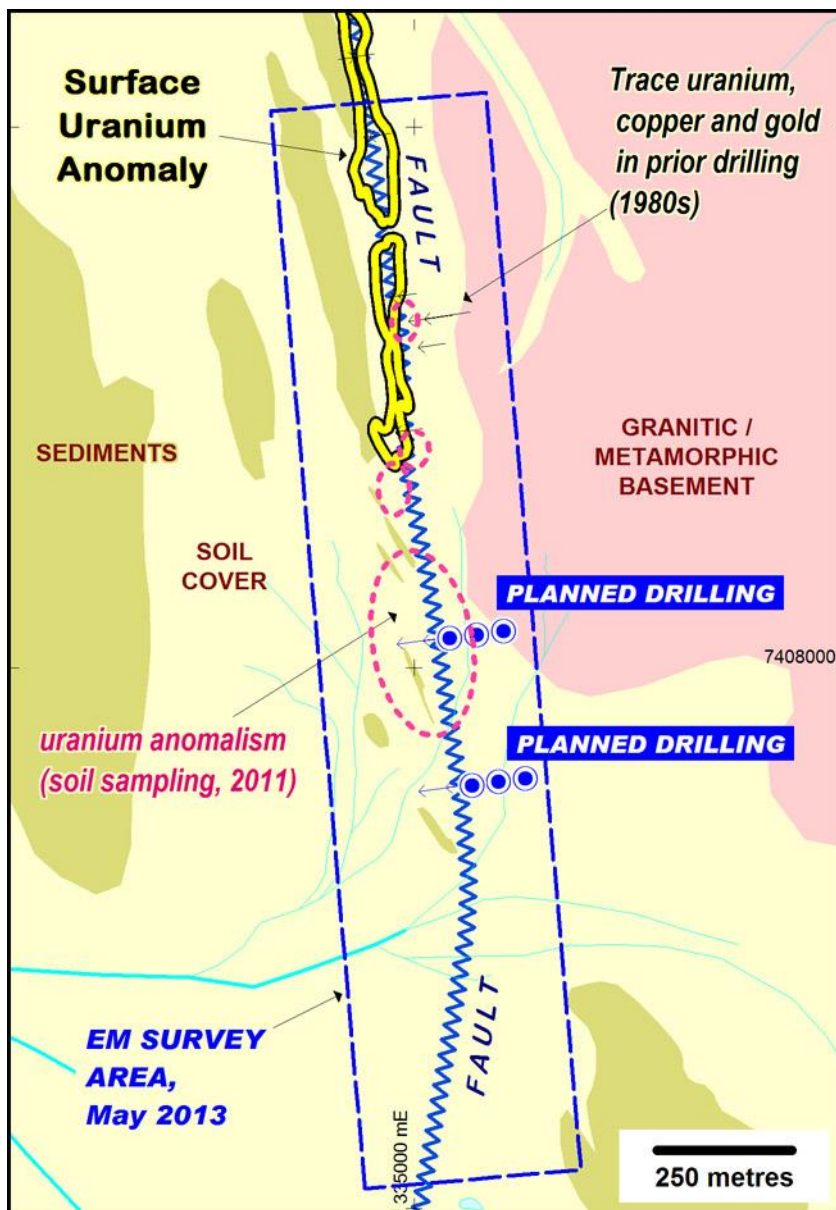 Surface
Uranium
Anomaly
Trace uranium,
copper and gold
in prior drilling
(1980s)
FAULT
SEDIMENTS
GRANITIC /
METAMORPHIC
BASEMENT
SOIL
COVER
PLANNED DRILLING
7408000
uranium anomalism
(soil sampling, 2011)
PLANNED DRILLING
EM SURVEY
AREA,
May 2013
FAULT
335000 mE
250 metres